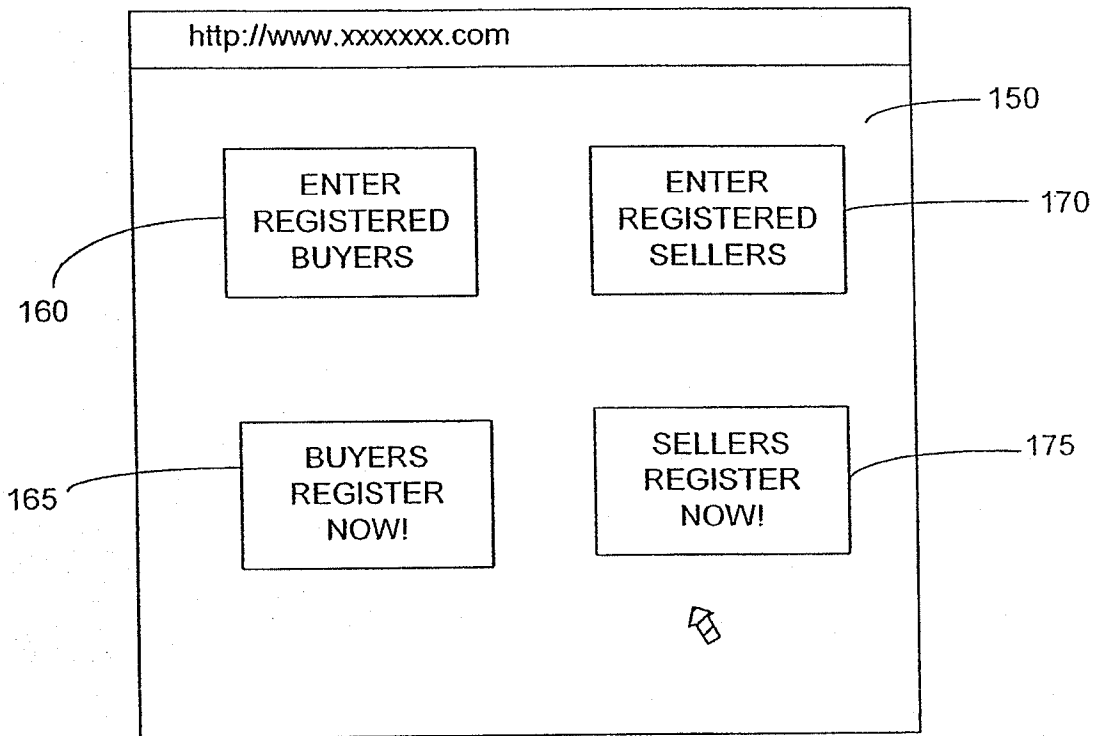 http://www.xxxxxxx.com
150
ENTER
REGISTERED
BUYERS
ENTER
REGISTERED
SELLERS
170
160
BUYERS
REGISTER
NOW!
SELLERS
REGISTER
NOW!
175
165